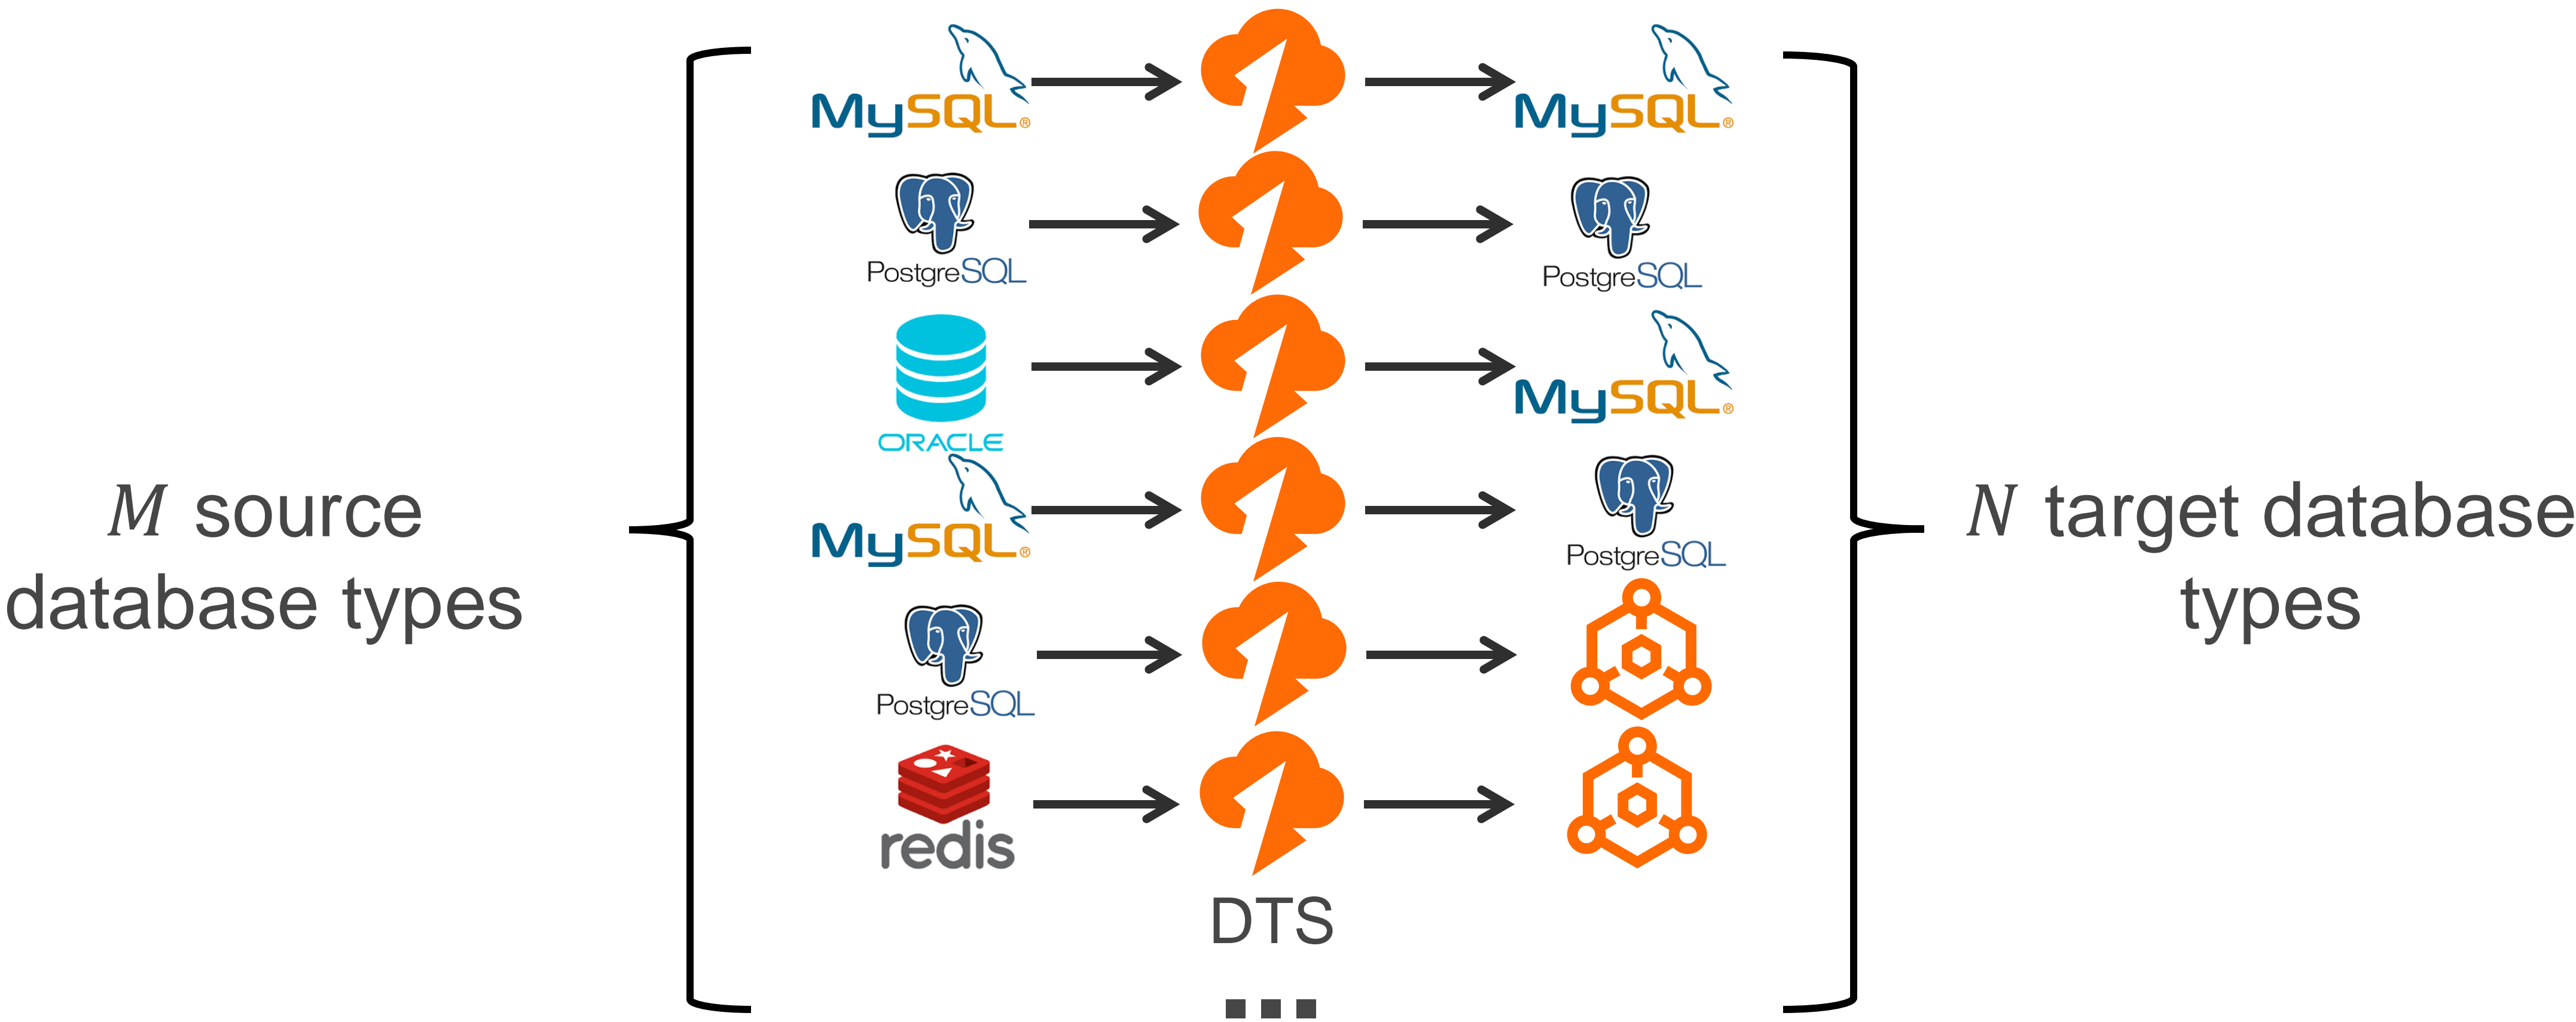 MySQL®
MySQL®
PostgreSQL
PostgreSQL
ORACLE
MySQL®
M source
database types
MySQL®
PostgreSQL
N target database
types
PostgreSQL
redis
DTS
...